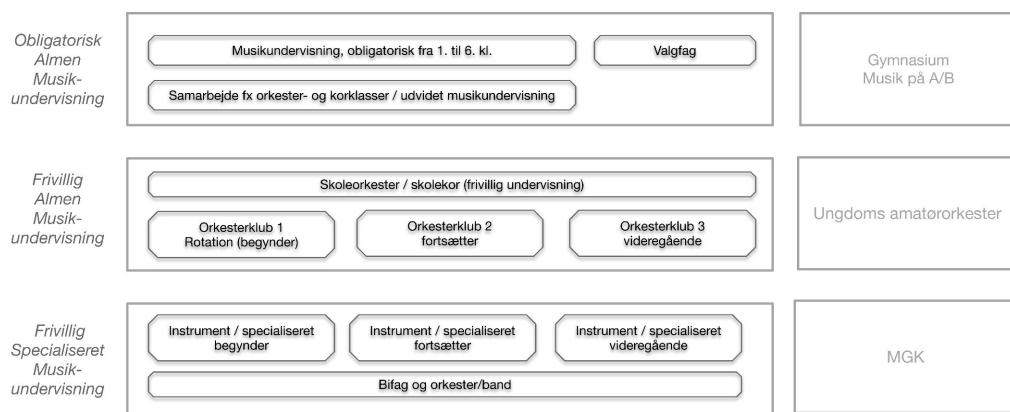 Obligatorisk
Almen
Musik-
undervisning
Musikundervisning, obligatorisk fra 1. til 6. kl.
Valgfag
Samarbejde fx orkester- og korklasser / udvidet musikundervisning
Gymnasium
Musik på A/B
Frivillig
Almen
Musik-
undervisning
Skoleorkester / skolekor (frivillig undervisning)
Orkesterklub 1
Rotation (begynder)
Orkesterklub 2
fortsætter
Orkesterklub 3
videregående
Ungdoms amatørorkester
Frivillig
Specialiseret
Musik-
undervisning
Instrument / specialiseret
begynder
Instrument / specialiseret
fortsætter
Instrument / specialiseret
videregående
Bifag og orkester/band
MGK